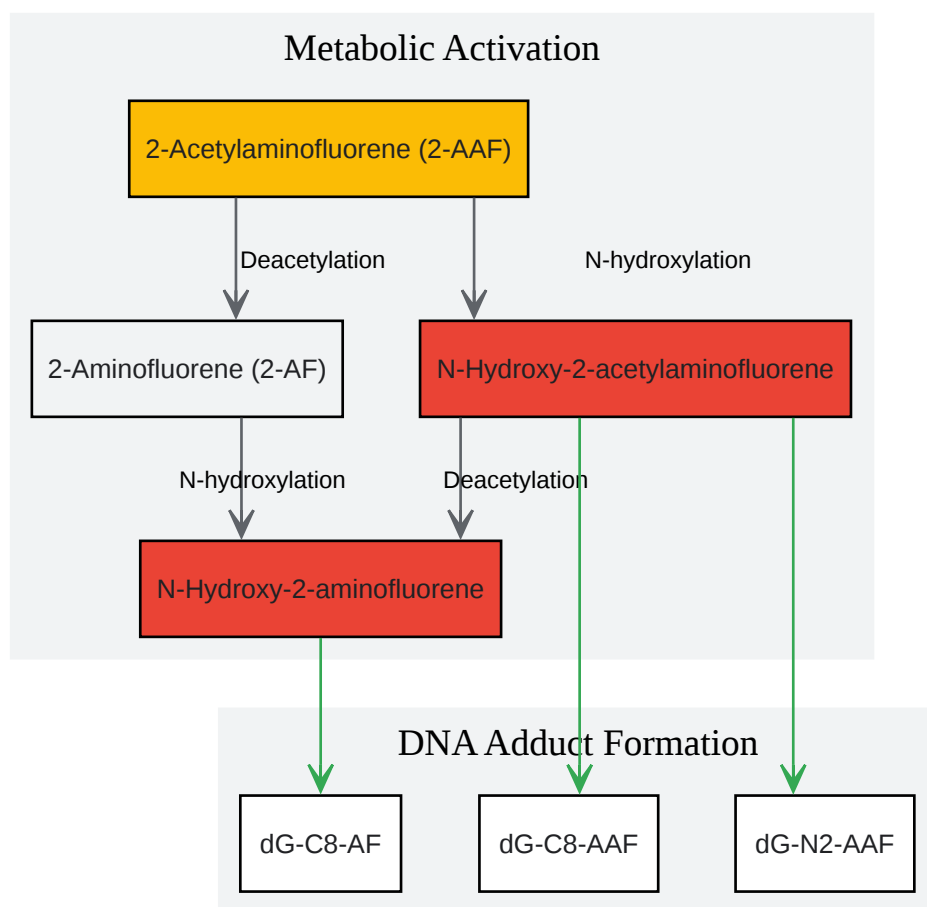 Metabolic Activation
2-Acetylaminofluorene (2-AAF)
Deacetylation
N-hydroxylation
2-Aminofluorene (2-AF)
N-Hydroxy-2-acetylaminofluorene
N-hydroxylation
Deacetylation
N-Hydroxy-2-aminofluorene
DNA Adduct Formation
dG-C8-AF
dG-C8-AAF
dG-N2-AAF